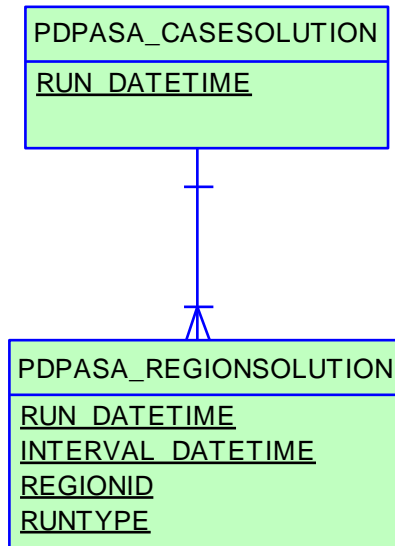 PDPASA_CASESOLUTION
RUN_DATETIME
PDPASA_REGIONSOLUTION
RUN_DATETIME
INTERVAL_DATETIME
REGIONID
RUNTYPE